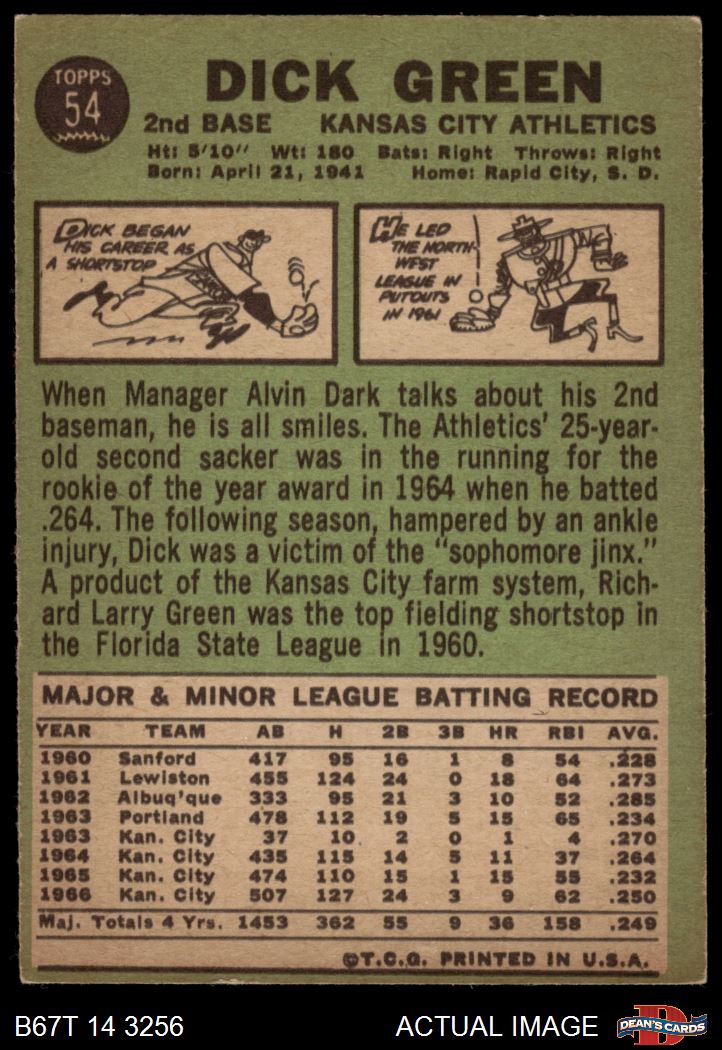 TOPPS
54
DICK GREEN
2nd BASE KANSAS CITY ATHLETICS
Ht: 5'10" Wt: 180 Bats: Right Throws: Right
Born: April 21, 1941 Home: Rapid City, S. D.
DICK BEGAN
HIS CAREER AS
A SHORTSTOP
HE LED
THE NORTH-
WEST
LEAGUE IN
PUTOUTS
IN 1961
When Manager Alvin Dark talks about his 2nd
baseman, he is all smiles. The Athletics' 25-year-
old second sacker was in the running for the
rookie of the year award in 1964 when he batted
.264. The following season, hampered by an ankle
injury, Dick was a victim of the "sophomore jinx."
A product of the Kansas City farm system, Rich-
ard Larry Green was the top fielding shortstop in
the Florida State League in 1960.
MAJOR & MINOR LEAGUE BATTING RECORD
YEAR TEAM AB H 2B 3B HR RBI AVG.
1960 Sanford 417 95 16 1 8 54 .228
1961 Lewiston 455 124 24 0 18 64 .273
1962 Albuq'que 333 95 21 3 10 52 .285
1963 Portland 478 112 19 5 15 65 .234
1963 Kan. City 37 10 2 0 1 4 .270
1964 Kan. City 435 115 14 5 11 37 .264
1965 Kan. City 474 110 15 1 15 55 .232
1966 Kan. City 507 127 24 3 9 62 .250
Maj. Totals 4 Yrs. 1453 362 55 9 36 158 .249
©T.C.G. PRINTED IN U.S.A.
B67T 14 3256 ACTUAL IMAGE
D
DEAN'S CARDS